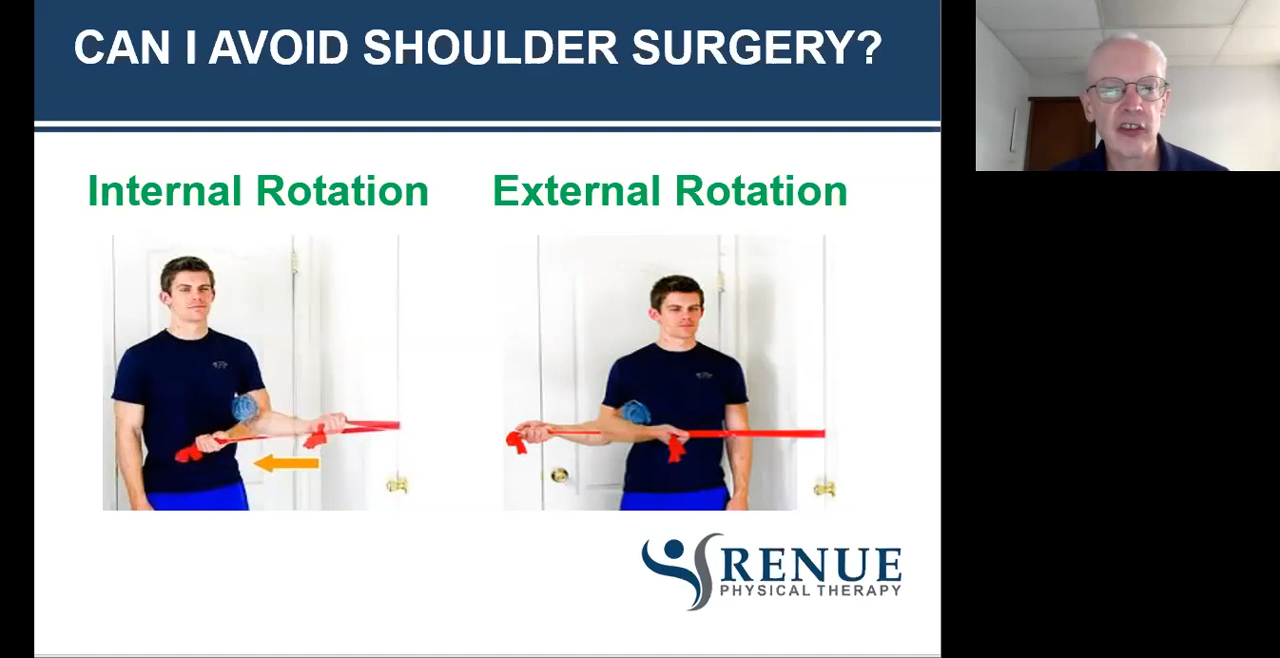 CAN I AVOID SHOULDER SURGERY?
Internal Rotation
External Rotation
RENUE
PHYSICAL THERAPY